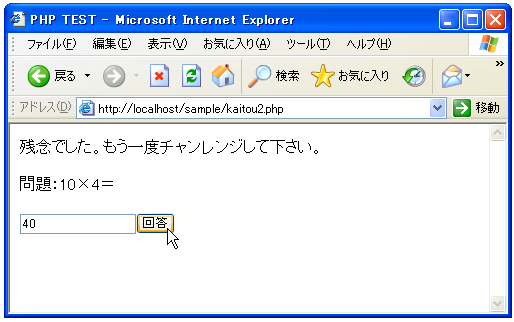 PHP TEST - Microsoft Internet Explorer
ファイル(F) 編集(E) 表示(V) お気に入り(A) ツール(T) ヘルプ(H)
戻る 検索 お気に入り
アドレス(D) http://localhost/sample/kaitou2.php 移動
残念でした。もう一度チャンレンジして下さい。
問題：10×4＝
40 回答